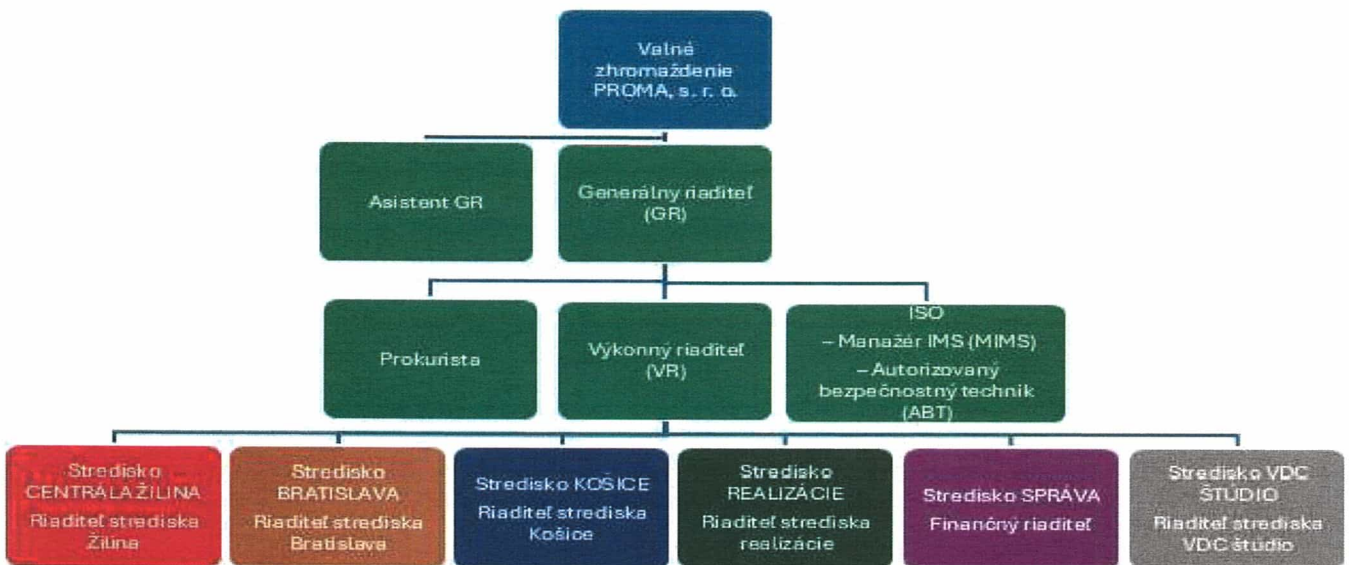 Valné
zhromaždenie
PROMA, s. r. o.
Asistent GR
Generálny riaditeľ
(GR)
Prokurista
Výkonný riaditeľ
(VR)
ISO
– Manažér IMS (MIMS)
– Autorizovaný
bezpečnostný technik
(ABT)
Stredisko
CENTRÁLA ŽILINA
Riaditeľ strediska
Žilina
Stredisko
BRATISLAVA
Riaditeľ strediska
Bratislava
Stredisko KOŠICE
Riaditeľ strediska
Košice
Stredisko
REALIZÁCIE
Riaditeľ strediska
realizácie
Stredisko SPRÁVA
Finančný riaditeľ
Stredisko VDC
ŠTÚDIO
Riaditeľ strediska
VDC štúdio